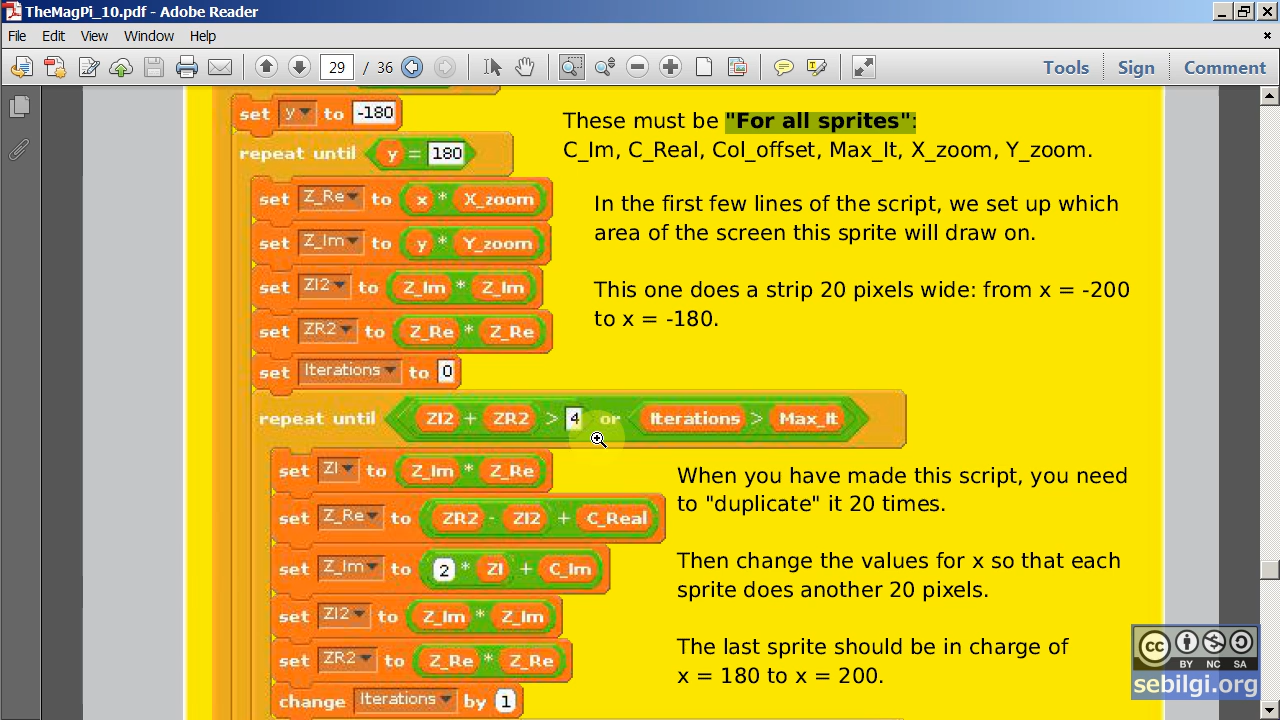 TheMagPi_10.pdf - Adobe Reader
File Edit View Window Help
29 / 36 Tools Sign Comment
set y to -180
repeat until y = 180
set Z_Re to x * X_zoom
set Z_Im to y * Y_zoom
set ZI2 to Z_Im * Z_Im
set ZR2 to Z_Re * Z_Re
set Iterations to 0
repeat until ZI2 + ZR2 > 4 or Iterations > Max_It
set ZI to Z_Im * Z_Re
set Z_Re to ZR2 - ZI2 + C_Real
set Z_Im to 2 * ZI + C_Im
set ZI2 to Z_Im * Z_Im
set ZR2 to Z_Re * Z_Re
change Iterations by 1
These must be "For all sprites":
C_Im, C_Real, Col_offset, Max_It, X_zoom, Y_zoom.
In the first few lines of the script, we set up which
area of the screen this sprite will draw on.
This one does a strip 20 pixels wide: from x = -200
to x = -180.
When you have made this script, you need
to "duplicate" it 20 times.
Then change the values for x so that each
sprite does another 20 pixels.
The last sprite should be in charge of
x = 180 to x = 200.
cc BY NC SA
sebilgi.org